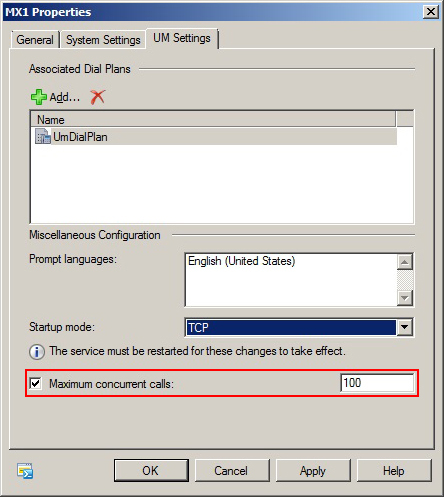 MX1 Properties
General System Settings UM Settings
Associated Dial Plans
Add...
Name
UmDialPlan
Miscellaneous Configuration
Prompt languages: English (United States)
Startup mode: TCP
The service must be restarted for these changes to take effect.
Maximum concurrent calls: 100
OK Cancel Apply Help